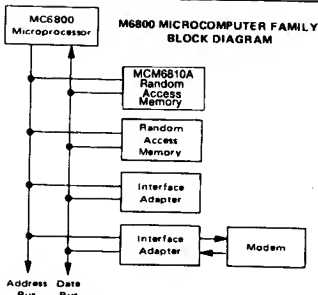 MC6800
Microprocessor
M6800 MICROCOMPUTER FAMILY
BLOCK DIAGRAM
MCM6810A
Random
Access
Memory
Random
Access
Memory
Interface
Adapter
Interface
Adapter
Modem
Address Data
Bus Bus